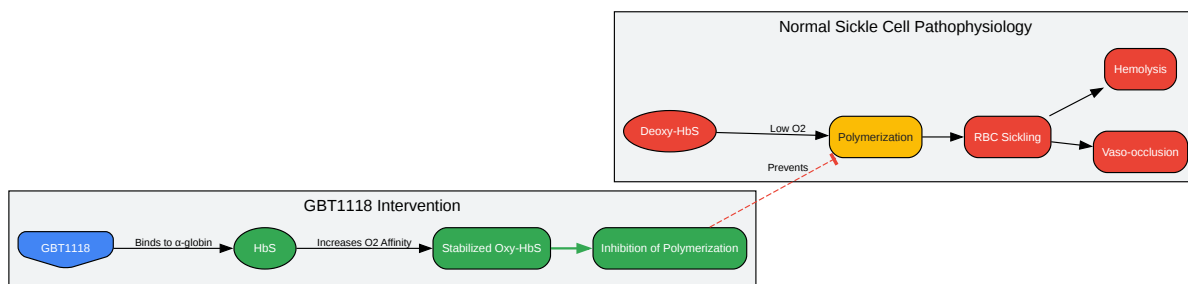 Normal Sickle Cell Pathophysiology
Hemolysis
Deoxy-HbS
Low O2
Polymerization
RBC Sickling
Vaso-occlusion
Prevents
GBT1118 Intervention
GBT1118
Binds to α-globin
HbS
Increases O2 Affinity
Stabilized Oxy-HbS
Inhibition of Polymerization